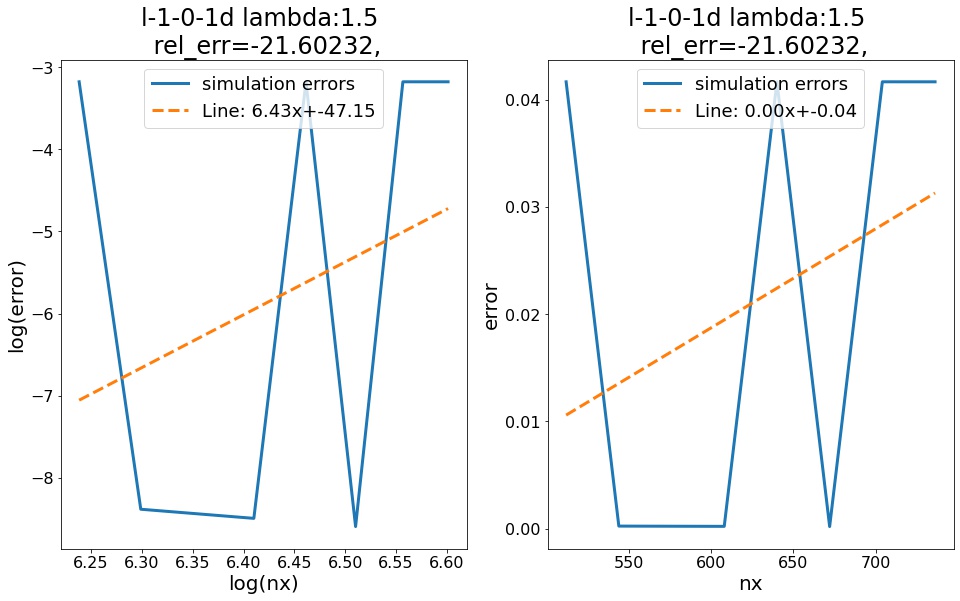 l-1-0-1d lambda:1.5
rel_err=-21.60232,
simulation errors
Line: 6.43x+-47.15
−3
−4
−5
−6
−7
−8
log(error)
6.25
6.30
6.35
6.40
6.45
6.50
6.55
6.60
log(nx)
l-1-0-1d lambda:1.5
rel_err=-21.60232,
simulation errors
Line: 0.00x+-0.04
0.04
0.03
0.02
0.01
0.00
error
550
600
650
700
nx